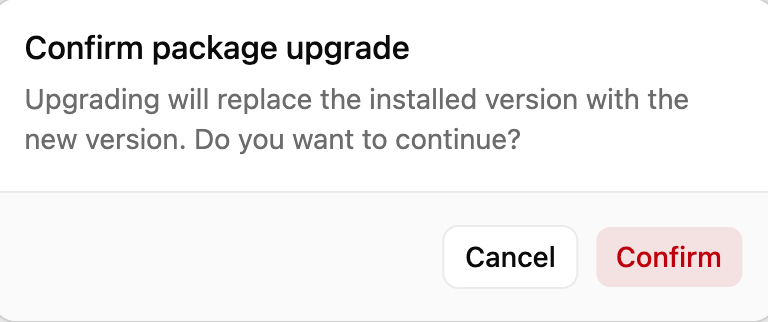 Confirm package upgrade
Upgrading will replace the installed version with the
new version. Do you want to continue?
Cancel
Confirm